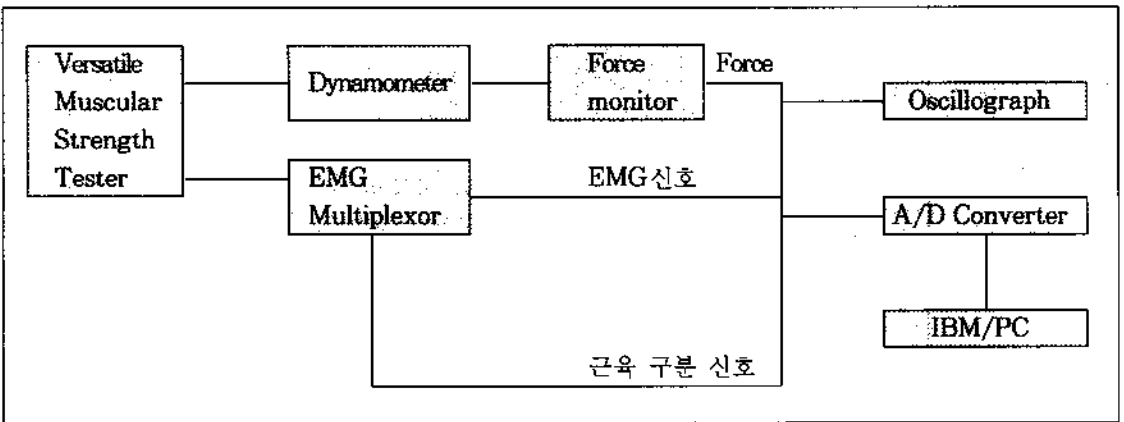 Versatile
Muscular
Strength
Tester
Dynamometer
Force
monitor
Force
Oscillograph
EMG
Multiplexor
EMG신호
A/D Converter
IBM/PC
근육 구분 신호